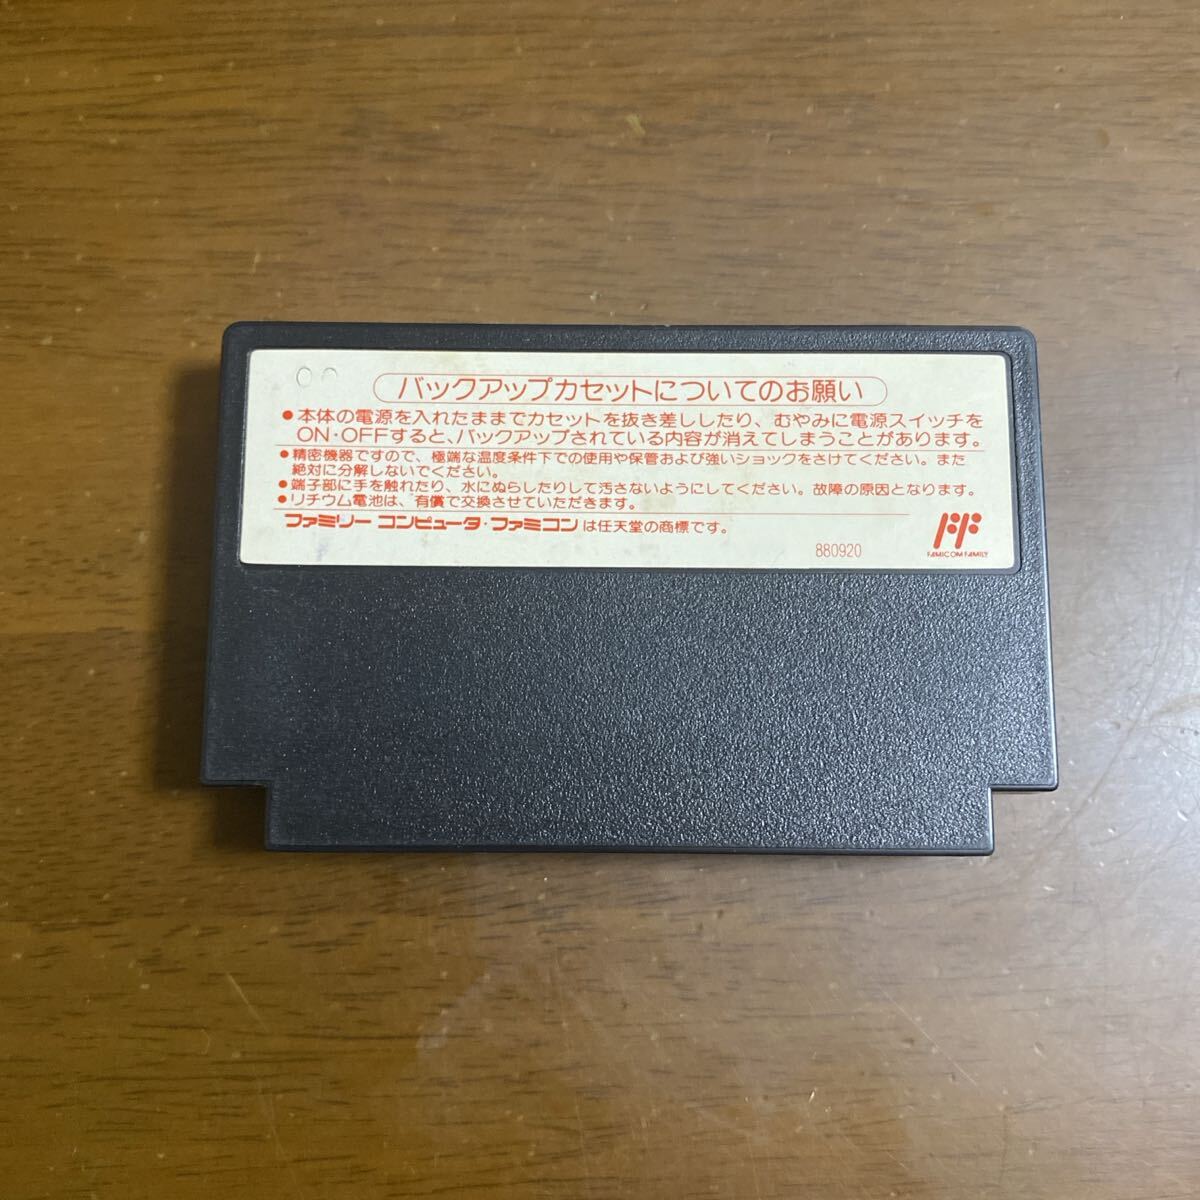 バックアップカセットについてのお願い
●本体の電源を入れたままでカセットを抜き差ししたり、むやみに電源スイッチを
ON・OFFすると、バックアップされている内容が消えてしまうことがあります。
●精密機器ですので、極端な温度条件下での使用や保管および強いショックをさけてください。また
絶対に分解しないでください。
●端子部に手を触れたり、水にぬらしたりして汚さないようにしてください。故障の原因となります。
●リチウム電池は、有償で交換させていただきます。
ファミリー コンピュータ・ファミコンは任天堂の商標です。
880920
FAMICOM FAMILY